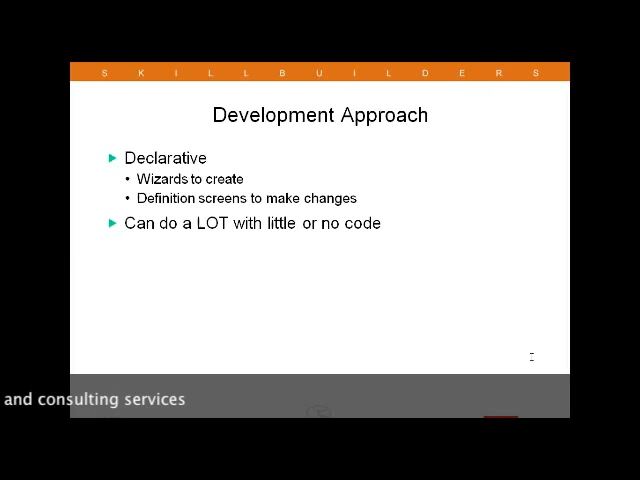 SKILLBUILDERS
Development Approach
Declarative
• Wizards to create
• Definition screens to make changes
Can do a LOT with little or no code
and consulting services